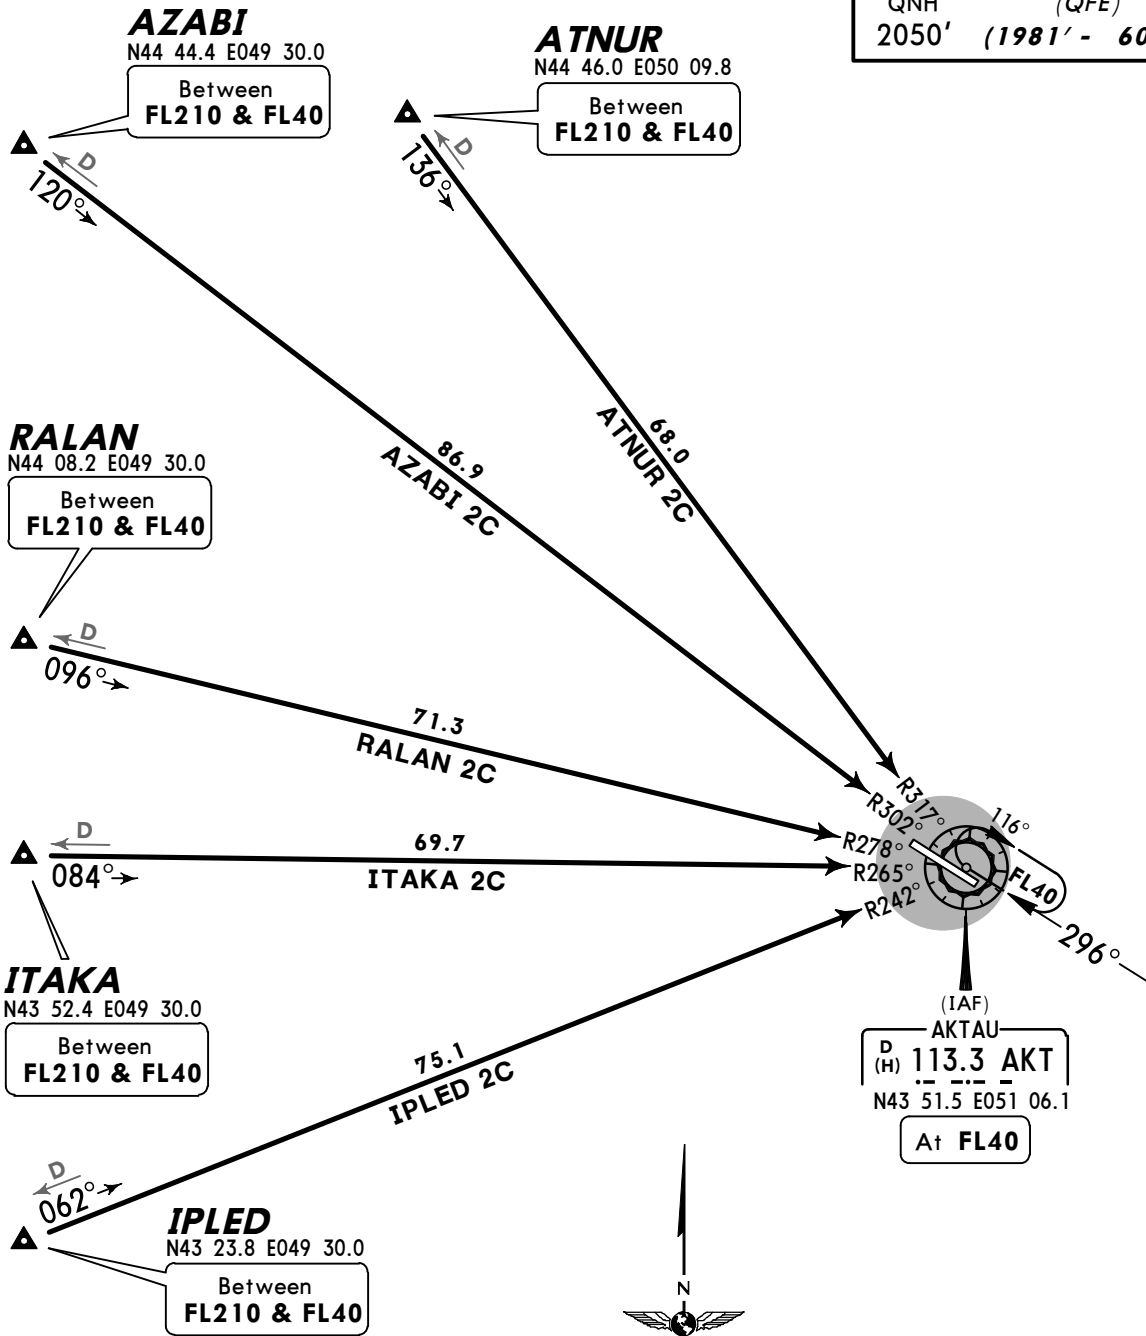 QNH (QFE)
2050' (1981' - 60
AZABI
N44 44.4 E049 30.0
Between
FL210 & FL40
ATNUR
N44 46.0 E050 09.8
Between
FL210 & FL40
D
120°
D
136°
86.9
AZABI 2C
68.0
ATNUR 2C
RALAN
N44 08.2 E049 30.0
Between
FL210 & FL40
D
096°
71.3
RALAN 2C
R317°
R302°
R278°
R265°
R242°
116°
FL40
296°
D
084°
69.7
ITAKA 2C
ITAKA
N43 52.4 E049 30.0
Between
FL210 & FL40
(IAF)
AKTAU
D
(H) 113.3 AKT
N43 51.5 E051 06.1
At FL40
75.1
IPLED 2C
D
062°
IPLED
N43 23.8 E049 30.0
Between
FL210 & FL40
N